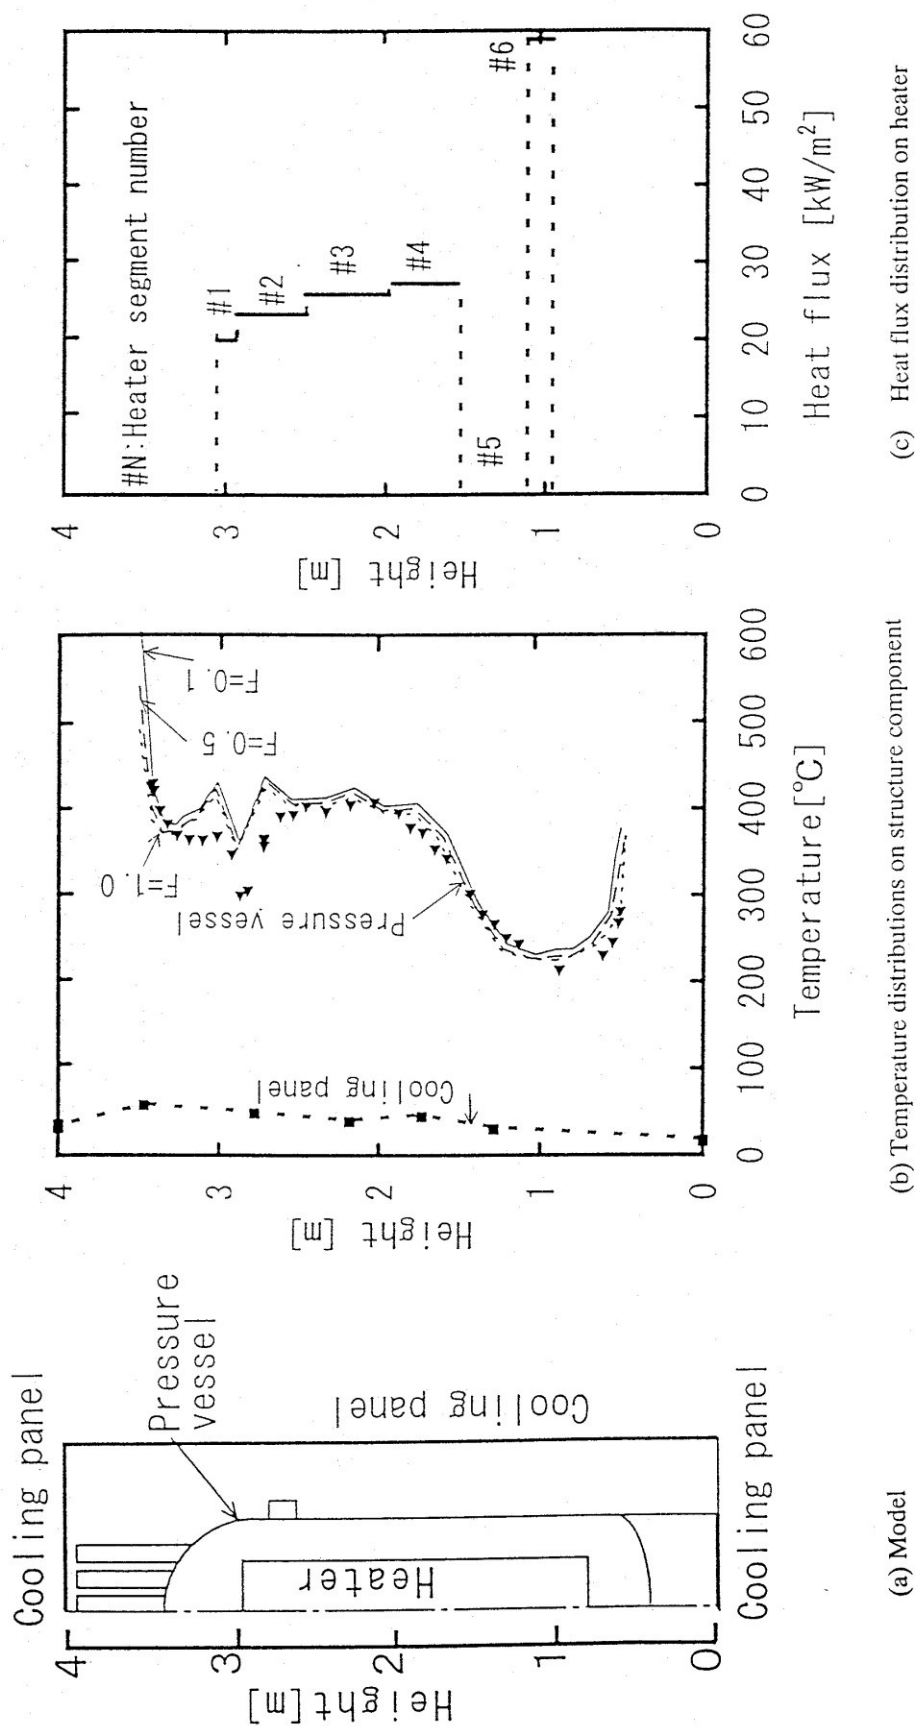 Cooling panel
Pressure
vessel
Heater
Cooling panel
Cooling panel
4
3
2
1
0
Height[m]
(a) Model
4
3
2
1
0
Height [m]
F=0.1
F=0.5
F=1.0
Pressure vessel
Cooling panel
0 100 200 300 400 500 600
Temperature[℃]
(b) Temperature distributions on structure component
4
3
2
1
0
Height [m]
#N:Heater segment number
#1
#2
#3
#4
#5
#6
0 10 20 30 40 50 60
Heat flux [kW/m²]
(c) Heat flux distribution on heater